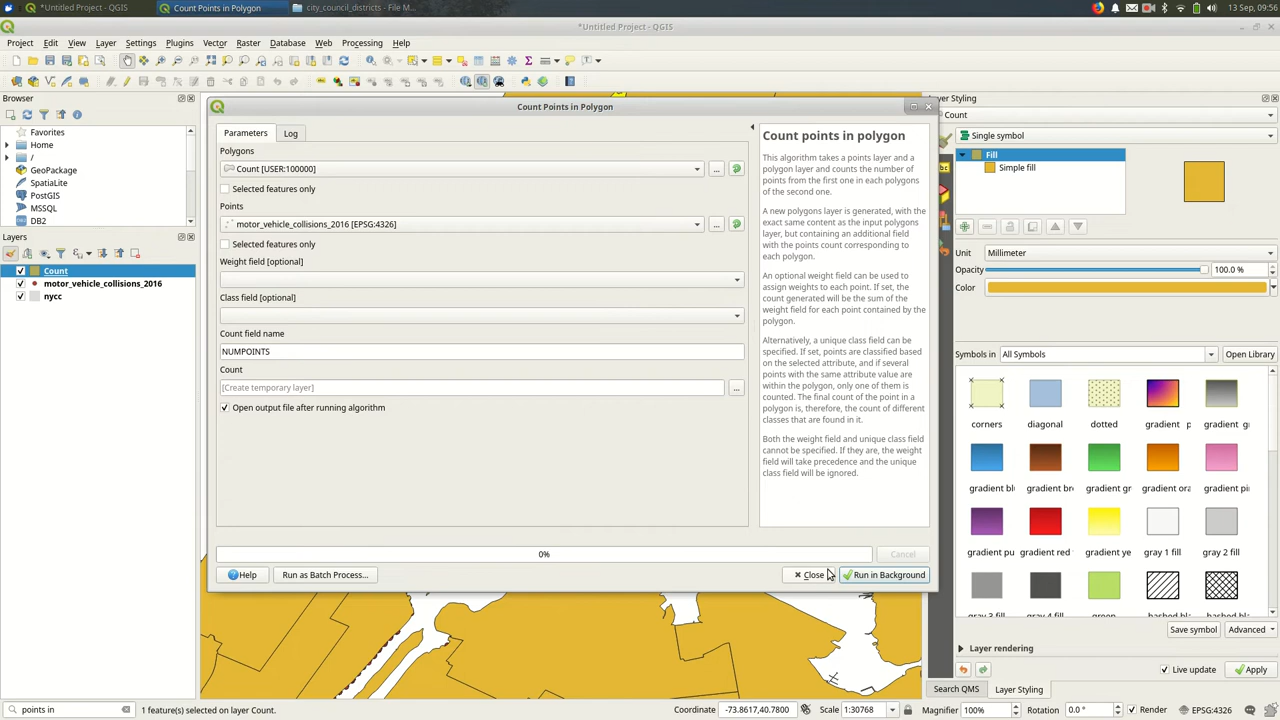 *Untitled Project - QGIS
Count Points in Polygon
city_council_districts - File M...
13 Sep, 09:56
*Untitled Project - QGIS
Project Edit View Layer Settings Plugins Vector Raster Database Web Processing Help
Browser
Favorites
Home
/
GeoPackage
SpatiaLite
PostGIS
MSSQL
DB2
Layers
Count
motor_vehicle_collisions_2016
nycc
Count Points in Polygon
Parameters
Log
Polygons
Count [USER:100000]
...
Selected features only
Points
motor_vehicle_collisions_2016 [EPSG:4326]
...
Selected features only
Weight field [optional]
Class field [optional]
Count field name
NUMPOINTS
Count
[Create temporary layer]
...
Open output file after running algorithm
0%
Cancel
Help
Run as Batch Process...
Close
Run in Background
Count points in polygon
This algorithm takes a points layer and a
polygon layer and counts the number of
points from the first one in each polygons
of the second one.
A new polygons layer is generated, with the
exact same content as the input polygons
layer, but containing an additional field
with the points count corresponding to
each polygon.
An optional weight field can be used to
assign weights to each point. If set, the
count generated will be the sum of the
weight field for each point contained by the
polygon.
Alternatively, a unique class field can be
specified. If set, points are classified based
on the selected attribute, and if several
points with the same attribute value are
within the polygon, only one of them is
counted. The final count of the point in a
polygon is, therefore, the count of different
classes that are found in it.
Both the weight field and unique class field
cannot be specified. If they are, the weight
field will take precedence and the unique
class field will be ignored.
Layer Styling
Count
Single symbol
Fill
Simple fill
Unit
Millimeter
Opacity
100.0 %
Color
Symbols in
All Symbols
Open Library
corners diagonal dotted gradient p gradient gr
gradient bl gradient br gradient gr gradient ora gradient pi
gradient pu gradient red gradient ye gray 1 fill gray 2 fill
gray 3 fill gray 4 fill green hashed bla hashed bla
Save symbol
Advanced
Layer rendering
Live update
Apply
Search QMS
Layer Styling
points in
1 feature(s) selected on layer Count.
Coordinate
-73.8617,40.7800
Scale
1:30768
Magnifier
100%
Rotation
0.0 °
Render
EPSG:4326